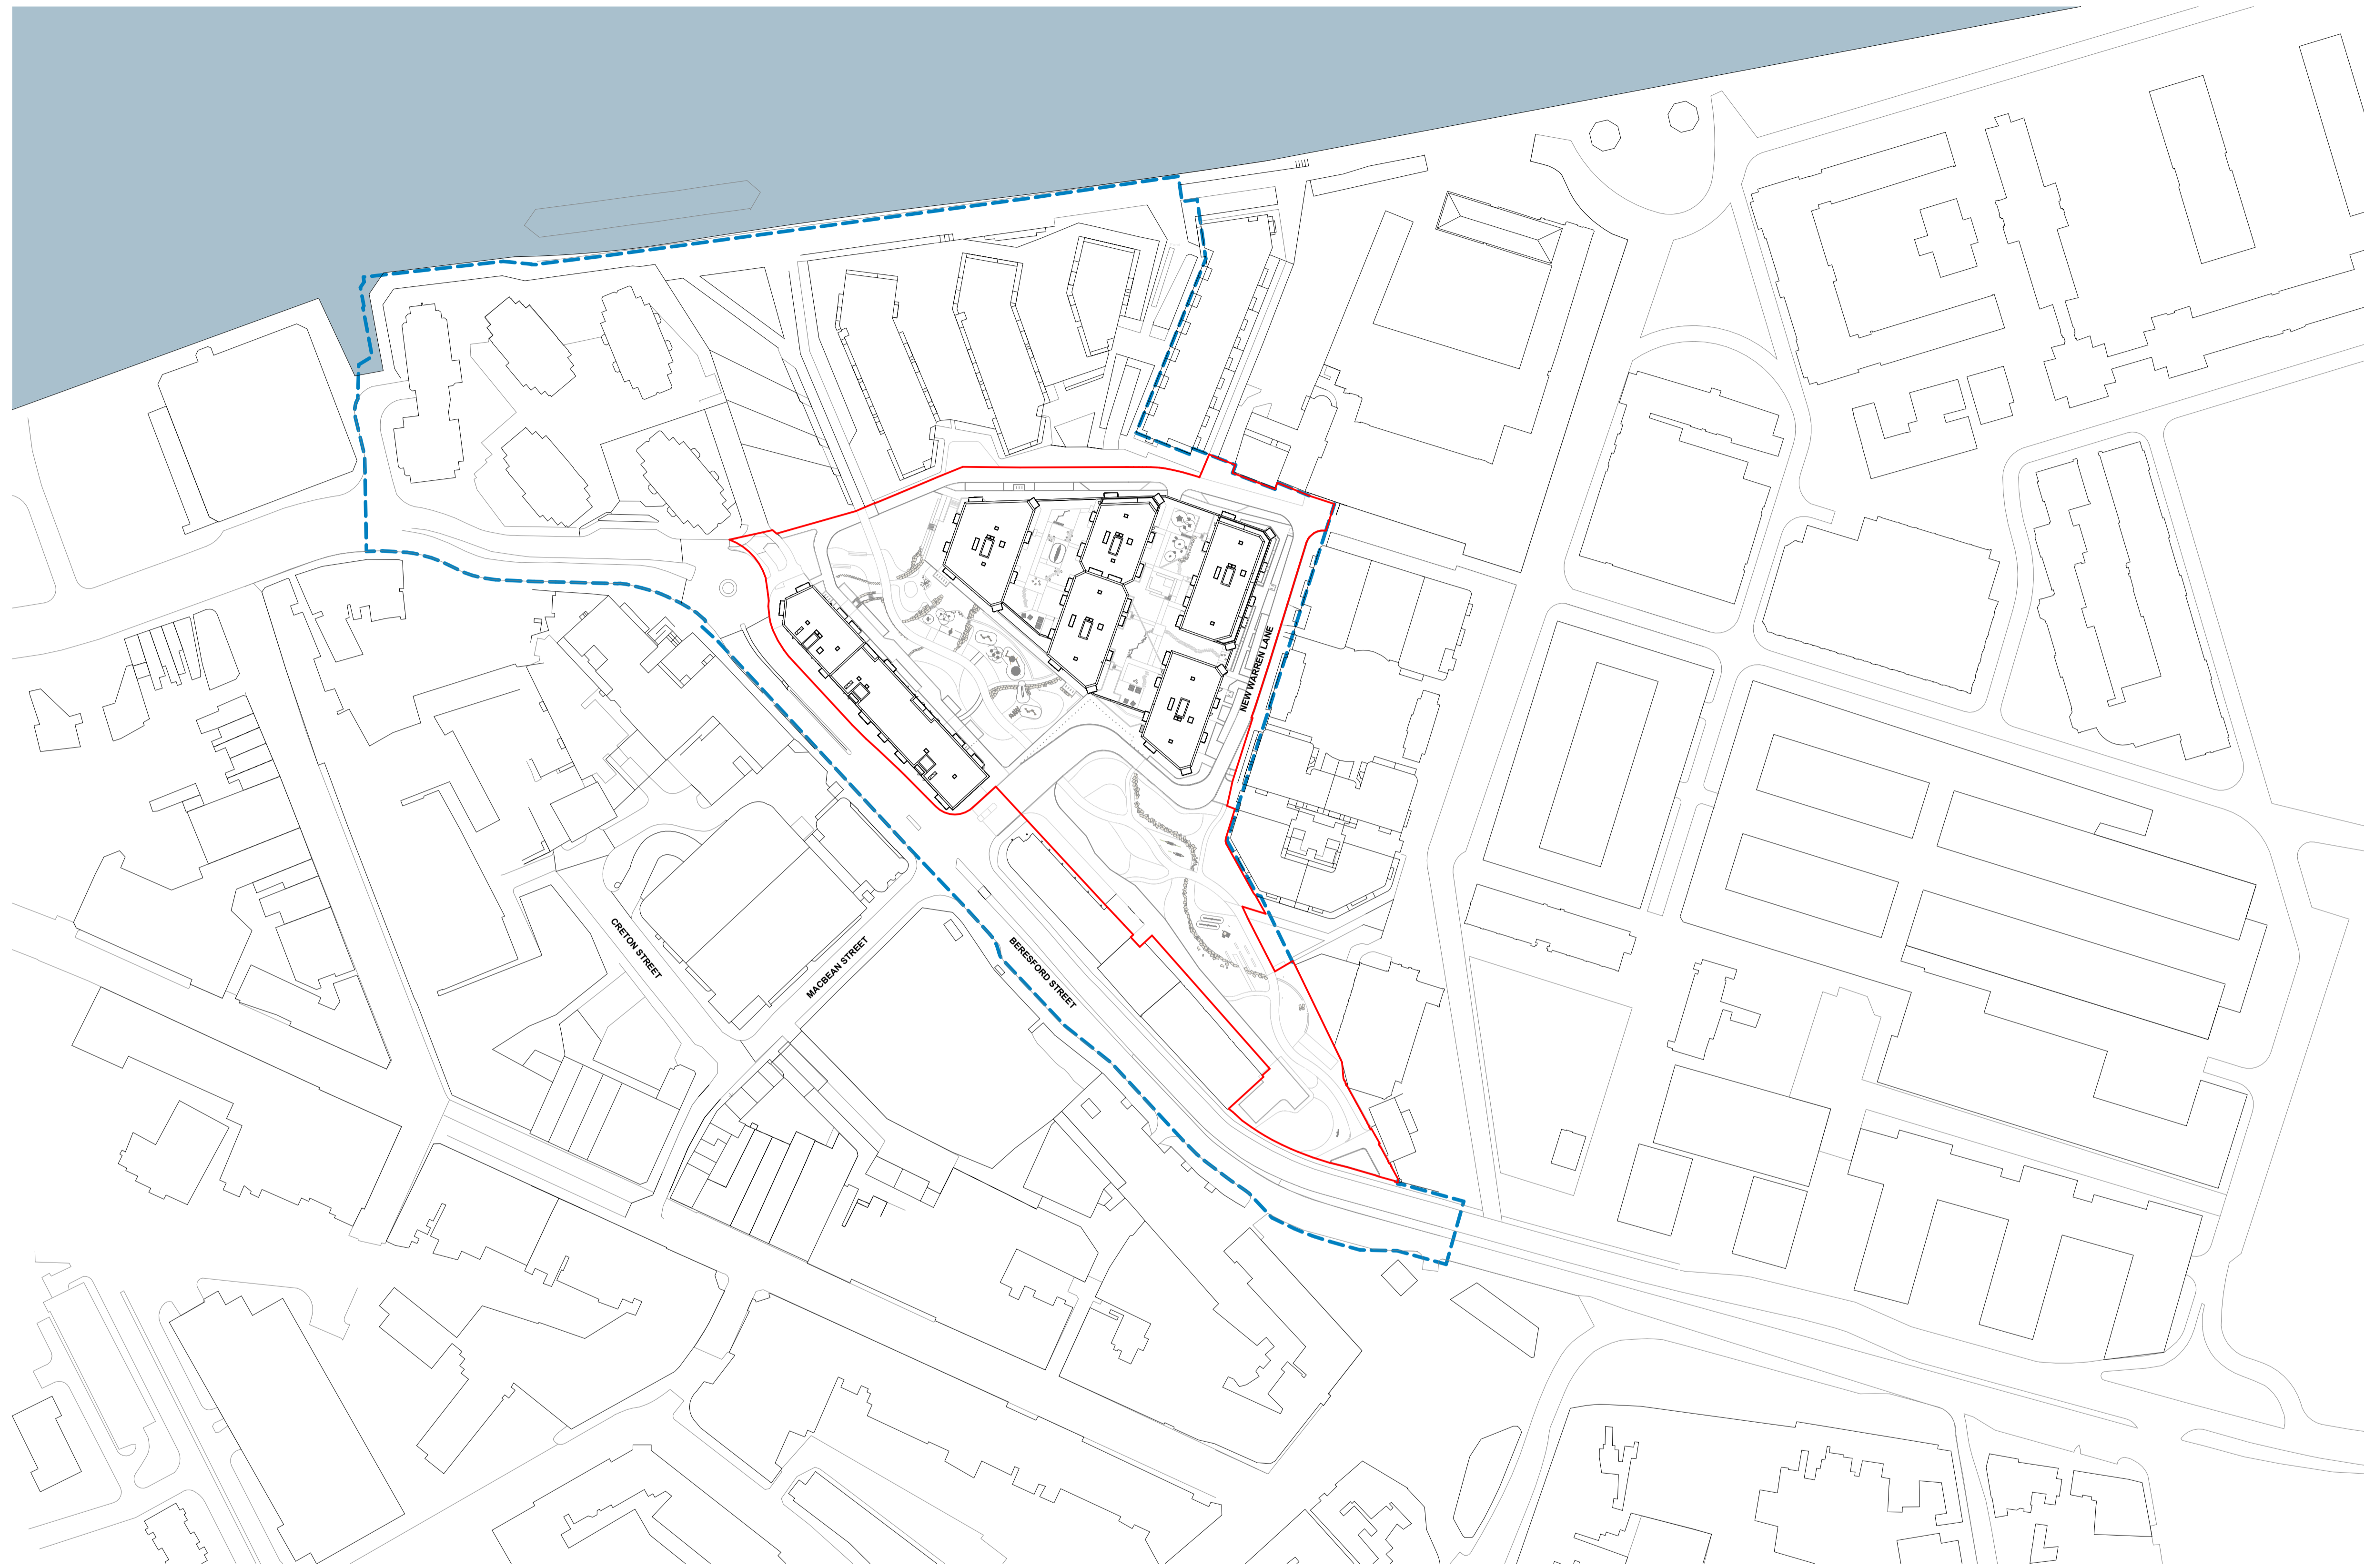 NEW WARREN LANE
CRETON STREET
MACBEAN STREET
BERESFORD STREET